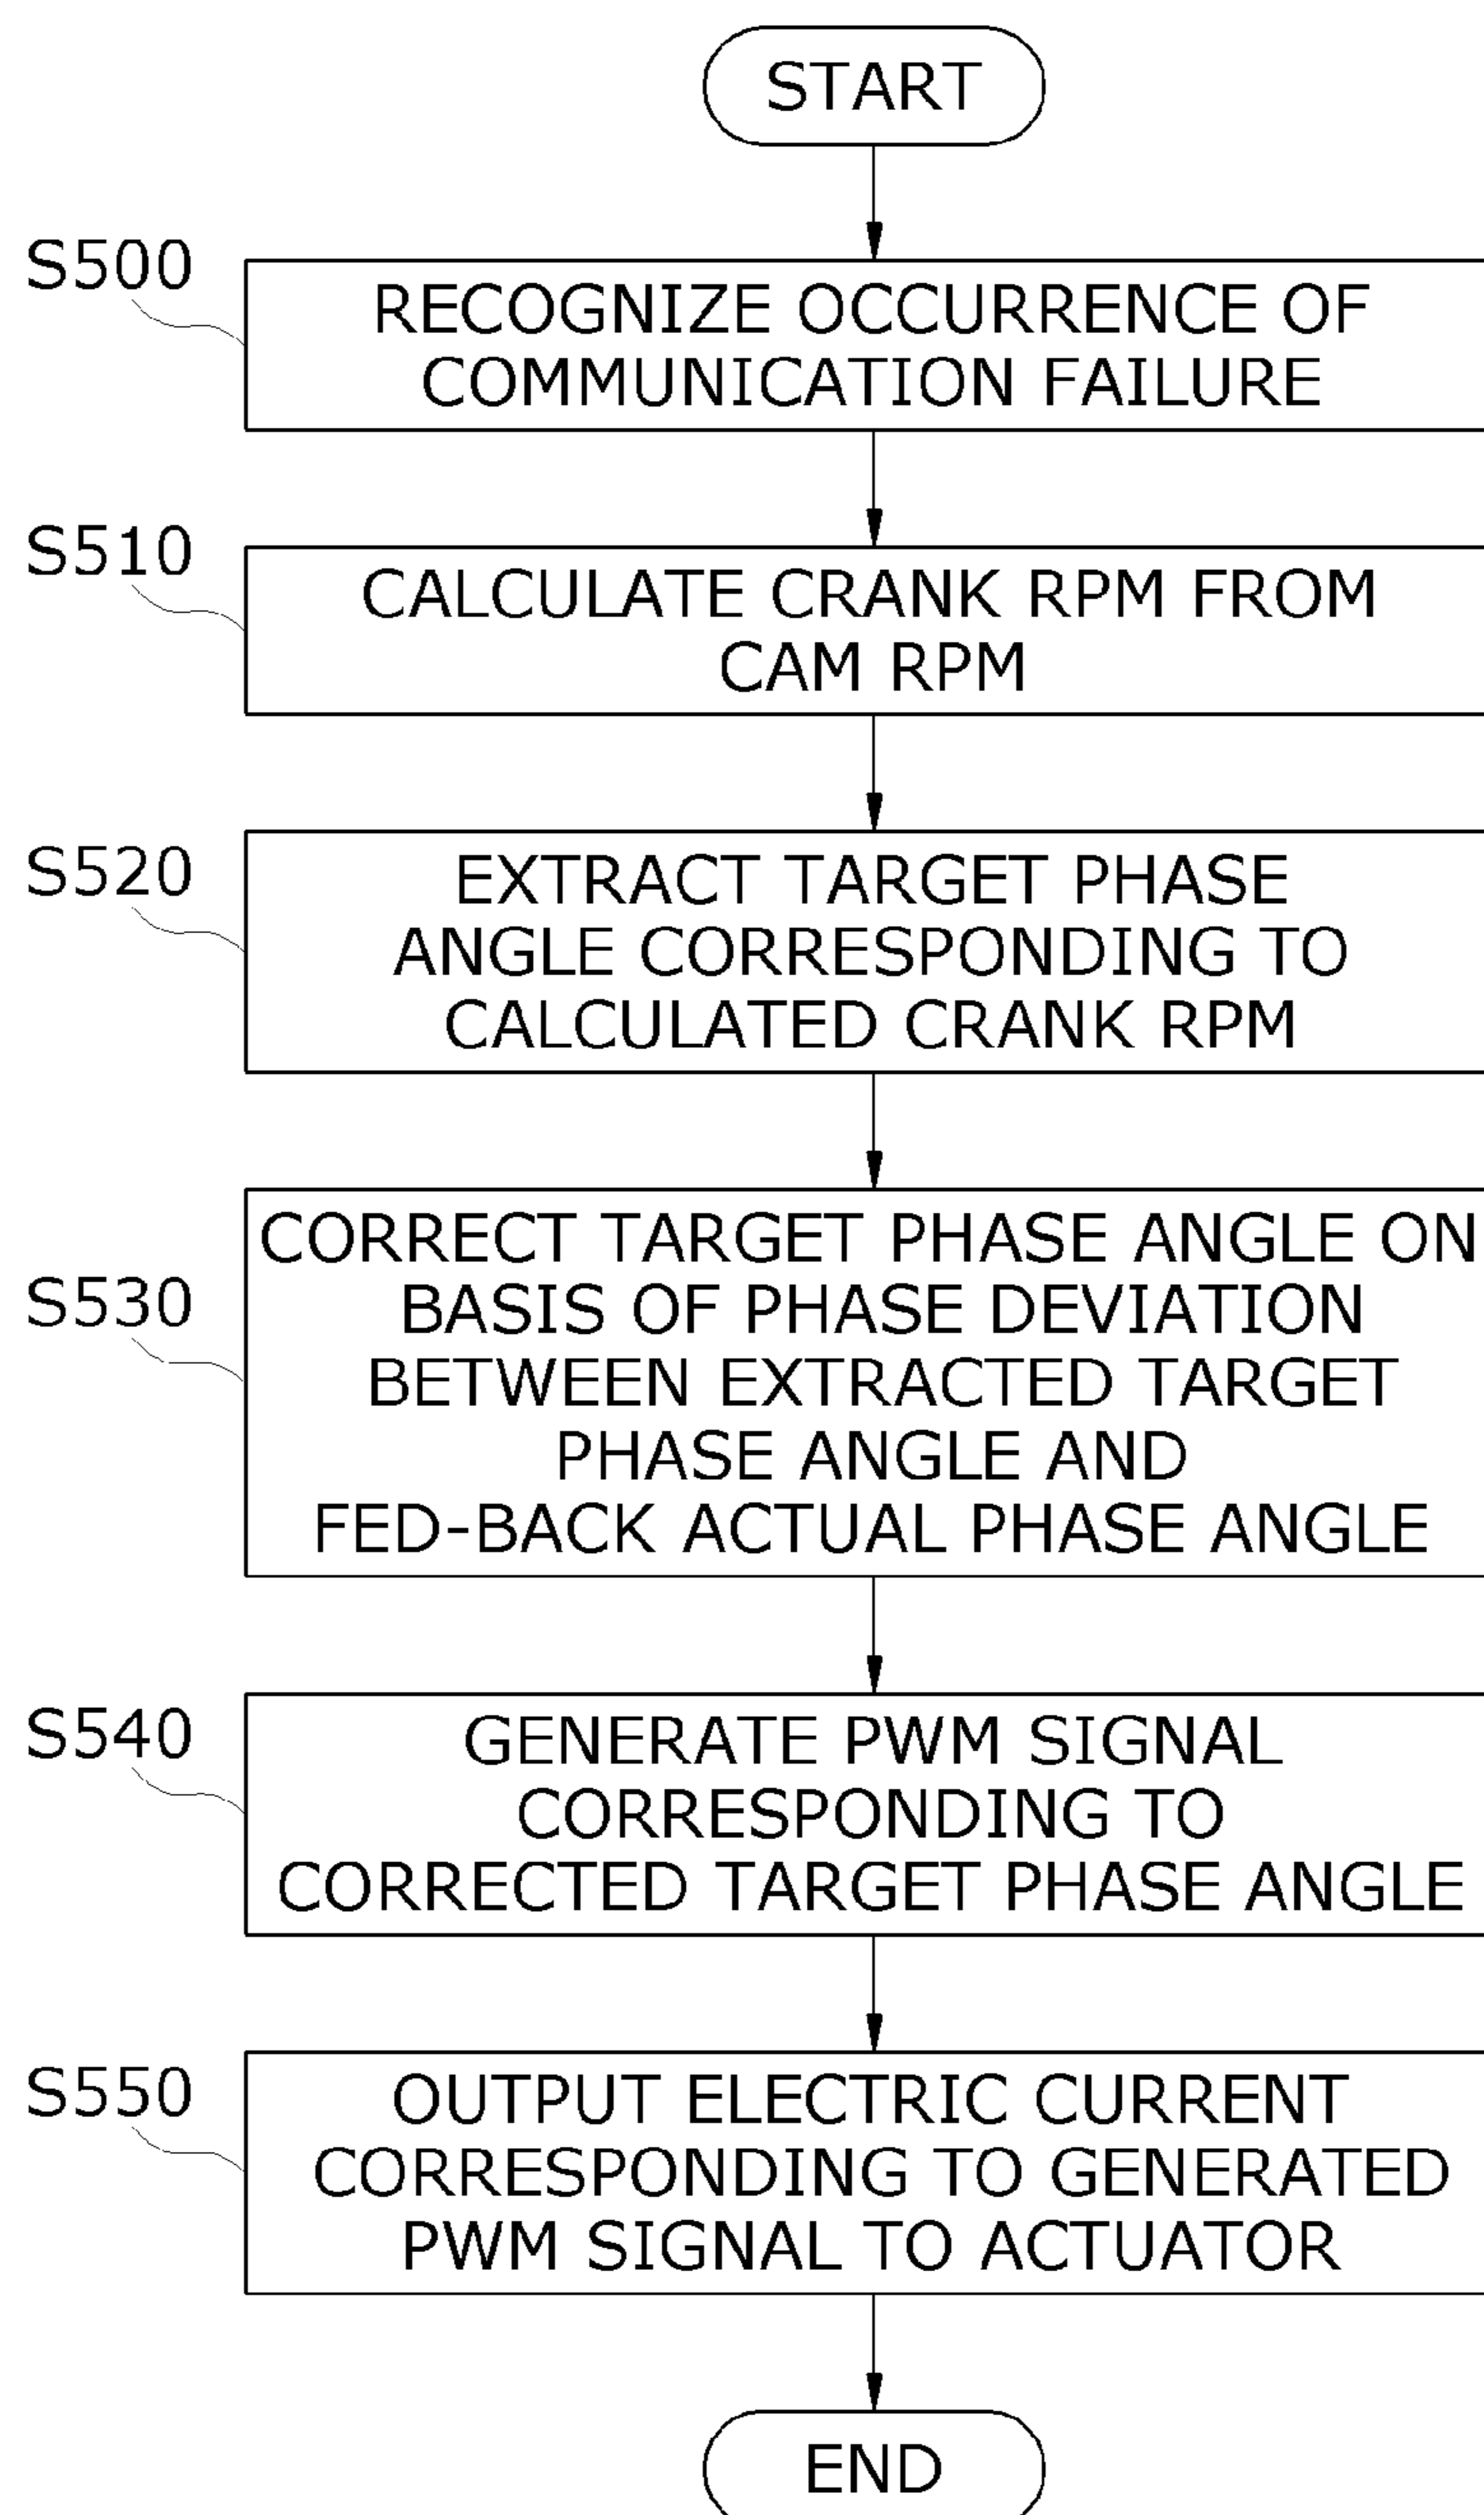 START
S500
RECOGNIZE OCCURRENCE OF
COMMUNICATION FAILURE
S510
CALCULATE CRANK RPM FROM
CAM RPM
S520
EXTRACT TARGET PHASE
ANGLE CORRESPONDING TO
CALCULATED CRANK RPM
S530
CORRECT TARGET PHASE ANGLE ON
BASIS OF PHASE DEVIATION
BETWEEN EXTRACTED TARGET
PHASE ANGLE AND
FED-BACK ACTUAL PHASE ANGLE
S540
GENERATE PWM SIGNAL
CORRESPONDING TO
CORRECTED TARGET PHASE ANGLE
S550
OUTPUT ELECTRIC CURRENT
CORRESPONDING TO GENERATED
PWM SIGNAL TO ACTUATOR
END